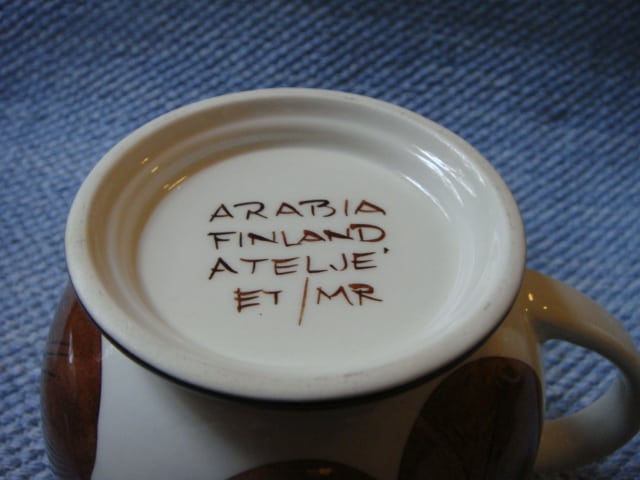 ARABIA
FINLAND
ATELJE'
ET/MR